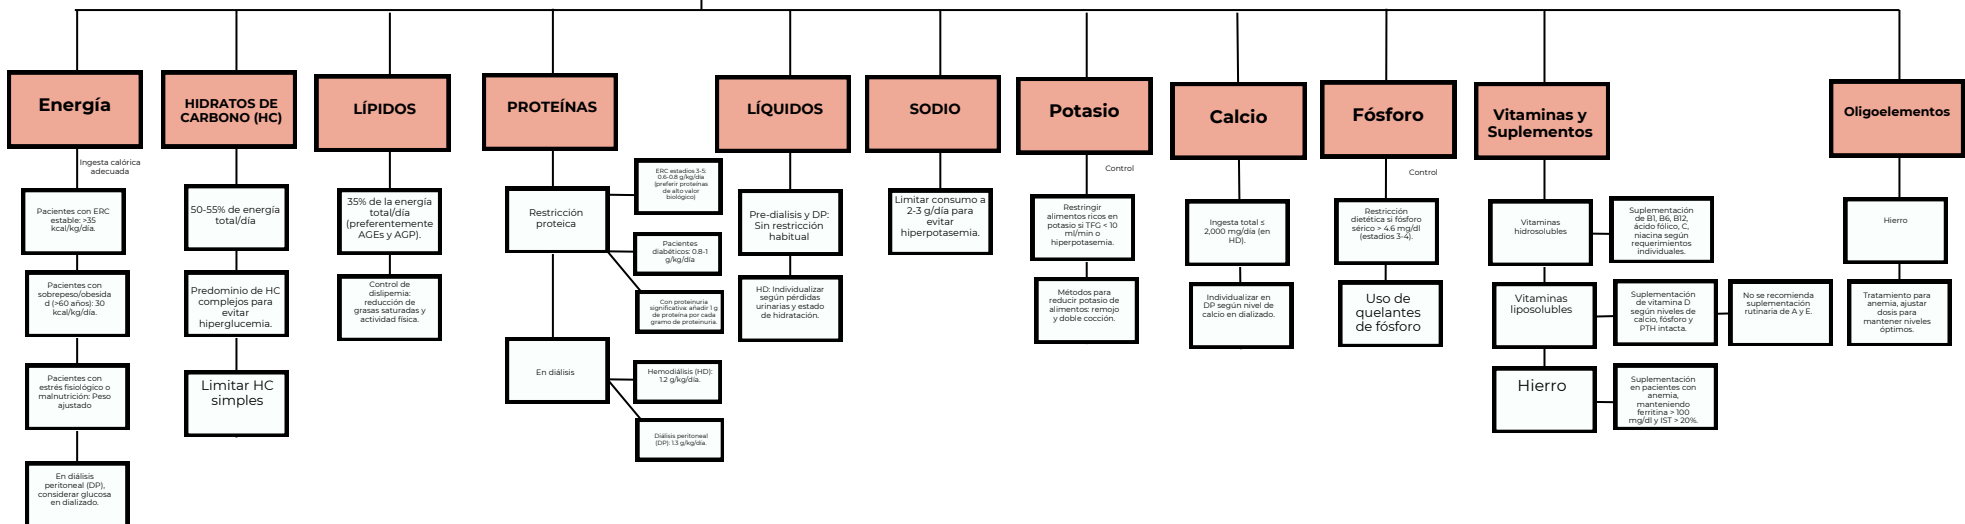 Energía
Ingesta calórica
adecuada
Pacientes con ERC
estable: >35
kcal/kg/día.
Pacientes con
sobrepeso/obesida
d (>60 años): 30
kcal/kg/día.
Pacientes con
estrés fisiológico o
malnutrición: Peso
ajustado
En diálisis
peritoneal (DP),
considerar glucosa
en dializado.
HIDRATOS DE
CARBONO (HC)
50-55% de energía
total/día
Predominio de HC
complejos para
evitar
hiperglucemia.
Limitar HC
simples
LÍPIDOS
35% de la energía
total/día
(preferentemente
AGEs y AGP).
Control de
dislipemia:
reducción de
grasas saturadas y
actividad física.
PROTEÍNAS
Restricción
proteica
ERC estadios 3-5:
0.6-0.8 g/kg/día
(preferir proteínas
de alto valor
biológico)
Pacientes
diabéticos: 0.8-1
g/kg/día
Con proteinuria
significativa: añadir 1 g
de proteína por cada
gramo de proteinuria.
En diálisis
Hemodiálisis (HD):
1.2 g/kg/día.
Diálisis peritoneal
(DP): 1.3 g/kg/día.
LÍQUIDOS
Pre-dialisis y DP:
Sin restricción
habitual
HD: Individualizar
según pérdidas
urinarias y estado
de hidratación.
SODIO
Limitar consumo a
2-3 g/día para
evitar
hiperpotasemia.
Potasio
Control
Restringir
alimentos ricos en
potasio si TFG < 10
ml/min o
hiperpotasemia.
Métodos para
reducir potasio de
alimentos: remojo
y doble cocción.
Calcio
Ingesta total ≤
2,000 mg/día (en
HD).
Individualizar en
DP según nivel de
calcio en dializado.
Fósforo
Control
Restricción
dietética si fósforo
sérico > 4.6 mg/dl
(estadios 3-4).
Uso de
quelantes
de fósforo
Vitaminas y
Suplementos
Vitaminas
hidrosolubles
Suplementación
de B1, B6, B12,
ácido fólico, C,
niacina según
requerimientos
individuales.
Vitaminas
liposolubles
Suplementación
de vitamina D
según niveles de
calcio, fósforo y
PTH intacta.
No se recomienda
suplementación
rutinaria de A y E.
Hierro
Suplementación
en pacientes con
anemia,
manteniendo
ferritina > 100
mg/dl y IST > 20%.
Oligoelementos
Hierro
Tratamiento para
anemia, ajustar
dosis para
mantener niveles
óptimos.